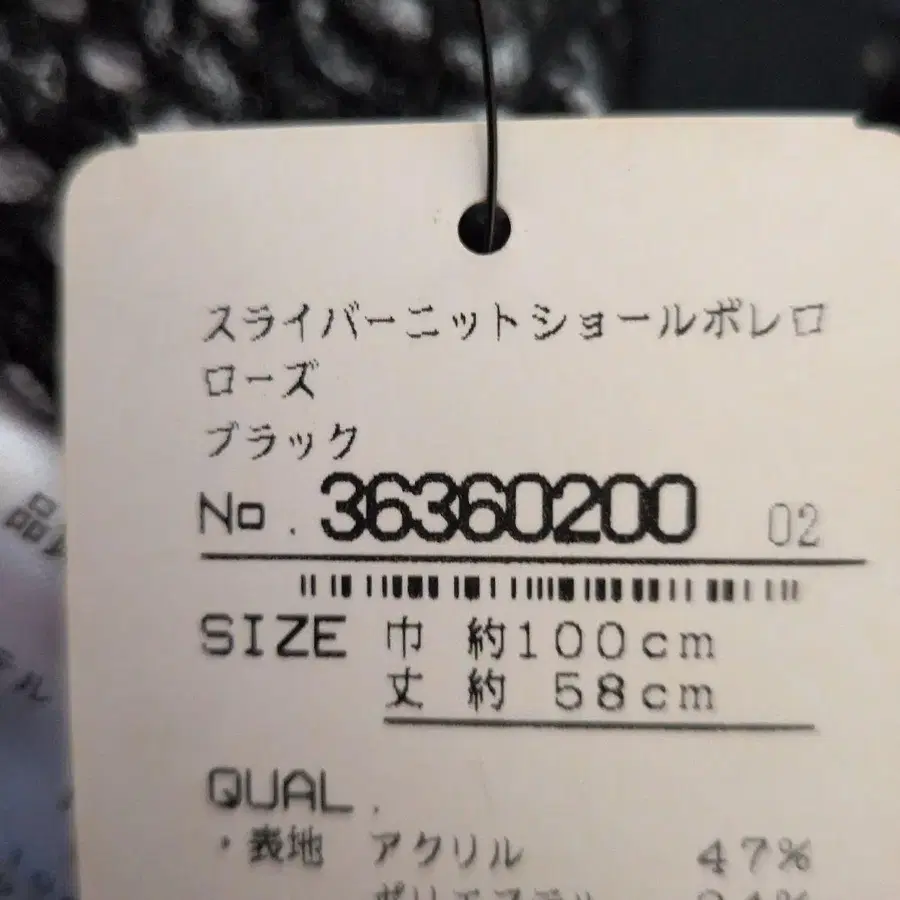 スライバーニットショールボレロ
ローズ
ブラック
No. 36360200 02
SIZE 巾 約100cm
丈 約 58cm
QUAL.
・表地 アクリル 47%